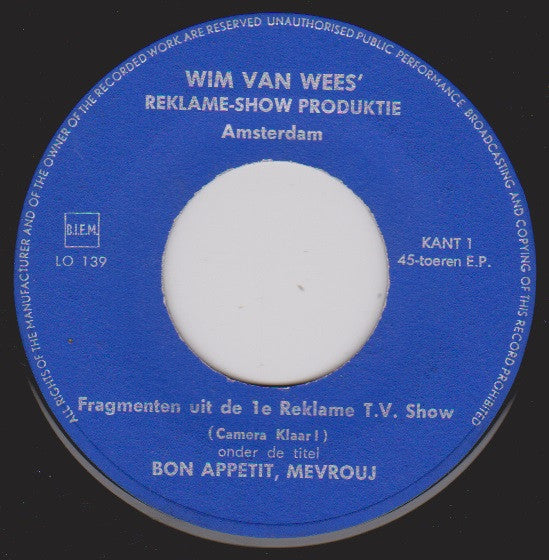 ALL RIGHTS OF THE MANUFACTURER AND OF THE OWNER OF THE RECORDED WORK ARE RESERVED UNAUTHORISED PUBLIC PERFORMANCE BROADCASTING AND COPYING OF THIS RECORD PROHIBITED
WIM VAN WEES'
REKLAME-SHOW PRODUKTIE
Amsterdam
B.I.E.M.
LO 139
KANT 1
45-toeren E.P.
Fragmenten uit de 1e Reklame T.V. Show
(Camera Klaar!)
onder de titel
BON APPETIT, MEVROUJ